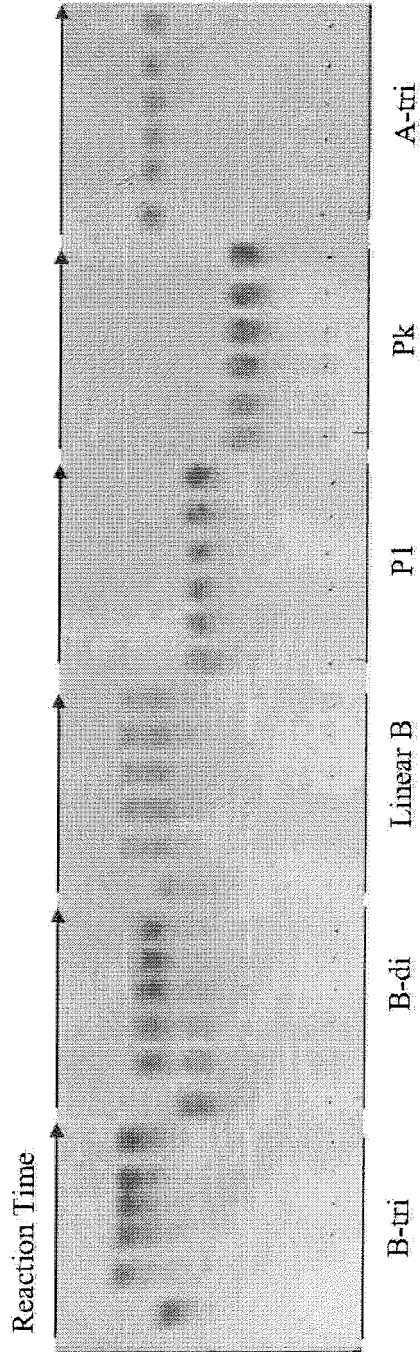 Reaction Time
B-tri
B-di
Linear B
P1
Pk
A-tri